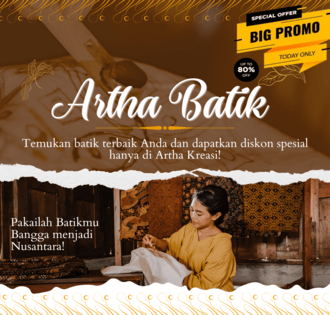 SPECIAL OFFER
BIG PROMO
TODAY ONLY
UP TO
80%
OFF
Artha Batik
Temukan batik terbaik Anda dan dapatkan diskon spesial
hanya di Artha Kreasi!
Pakailah Batikmu
Bangga menjadi
Nusantara!